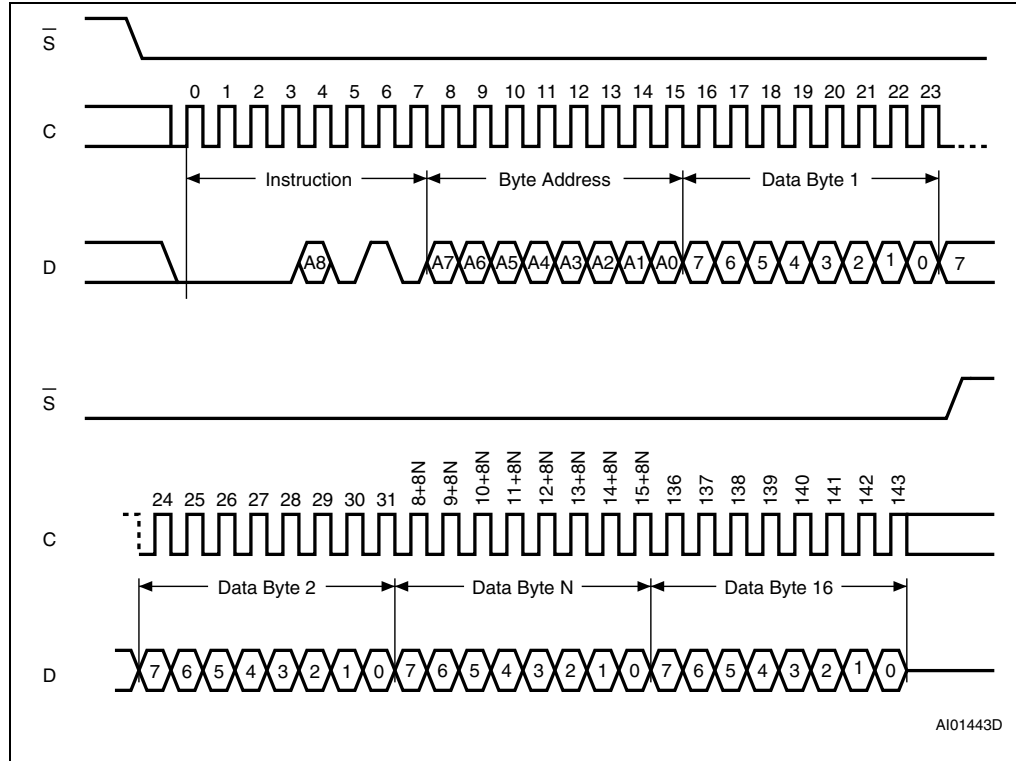 S̅
0 1 2 3 4 5 6 7 8 9 10 11 12 13 14 15 16 17 18 19 20 21 22 23
C
Instruction Byte Address Data Byte 1
D A8 A7 A6 A5 A4 A3 A2 A1 A0 7 6 5 4 3 2 1 0 7
S̅
24 25 26 27 28 29 30 31 8+8N 9+8N 10+8N 11+8N 12+8N 13+8N 14+8N 15+8N 136 137 138 139 140 141 142 143
C
Data Byte 2 Data Byte N Data Byte 16
D 7 6 5 4 3 2 1 0 7 6 5 4 3 2 1 0 7 6 5 4 3 2 1 0
AI01443D